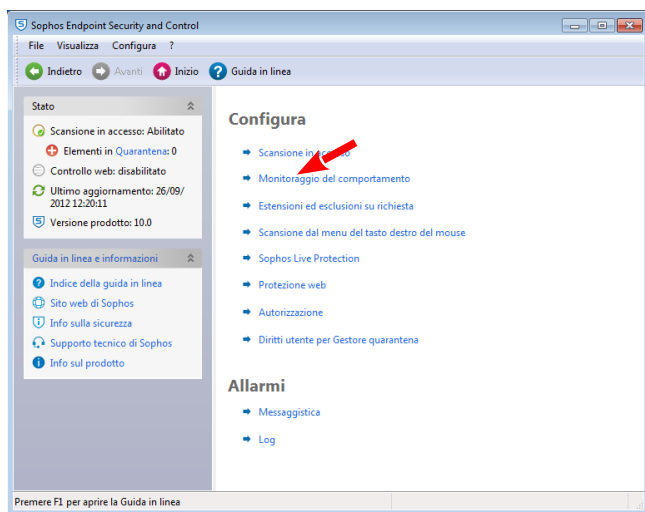 Sophos Endpoint Security and Control
File Visualizza Configura ?
Indietro Avanti Inizio Guida in linea
Stato
Scansione in accesso: Abilitato
Elementi in Quarantena: 0
Controllo web: disabilitato
Ultimo aggiornamento: 26/09/
2012 12:20:11
Versione prodotto: 10.0
Guida in linea e informazioni
Indice della guida in linea
Sito web di Sophos
Info sulla sicurezza
Supporto tecnico di Sophos
Info sul prodotto
Configura
Scansione in accesso
Monitoraggio del comportamento
Estensioni ed esclusioni su richiesta
Scansione dal menu del tasto destro del mouse
Sophos Live Protection
Protezione web
Autorizzazione
Diritti utente per Gestore quarantena
Allarmi
Messaggistica
Log
Premere F1 per aprire la Guida in linea